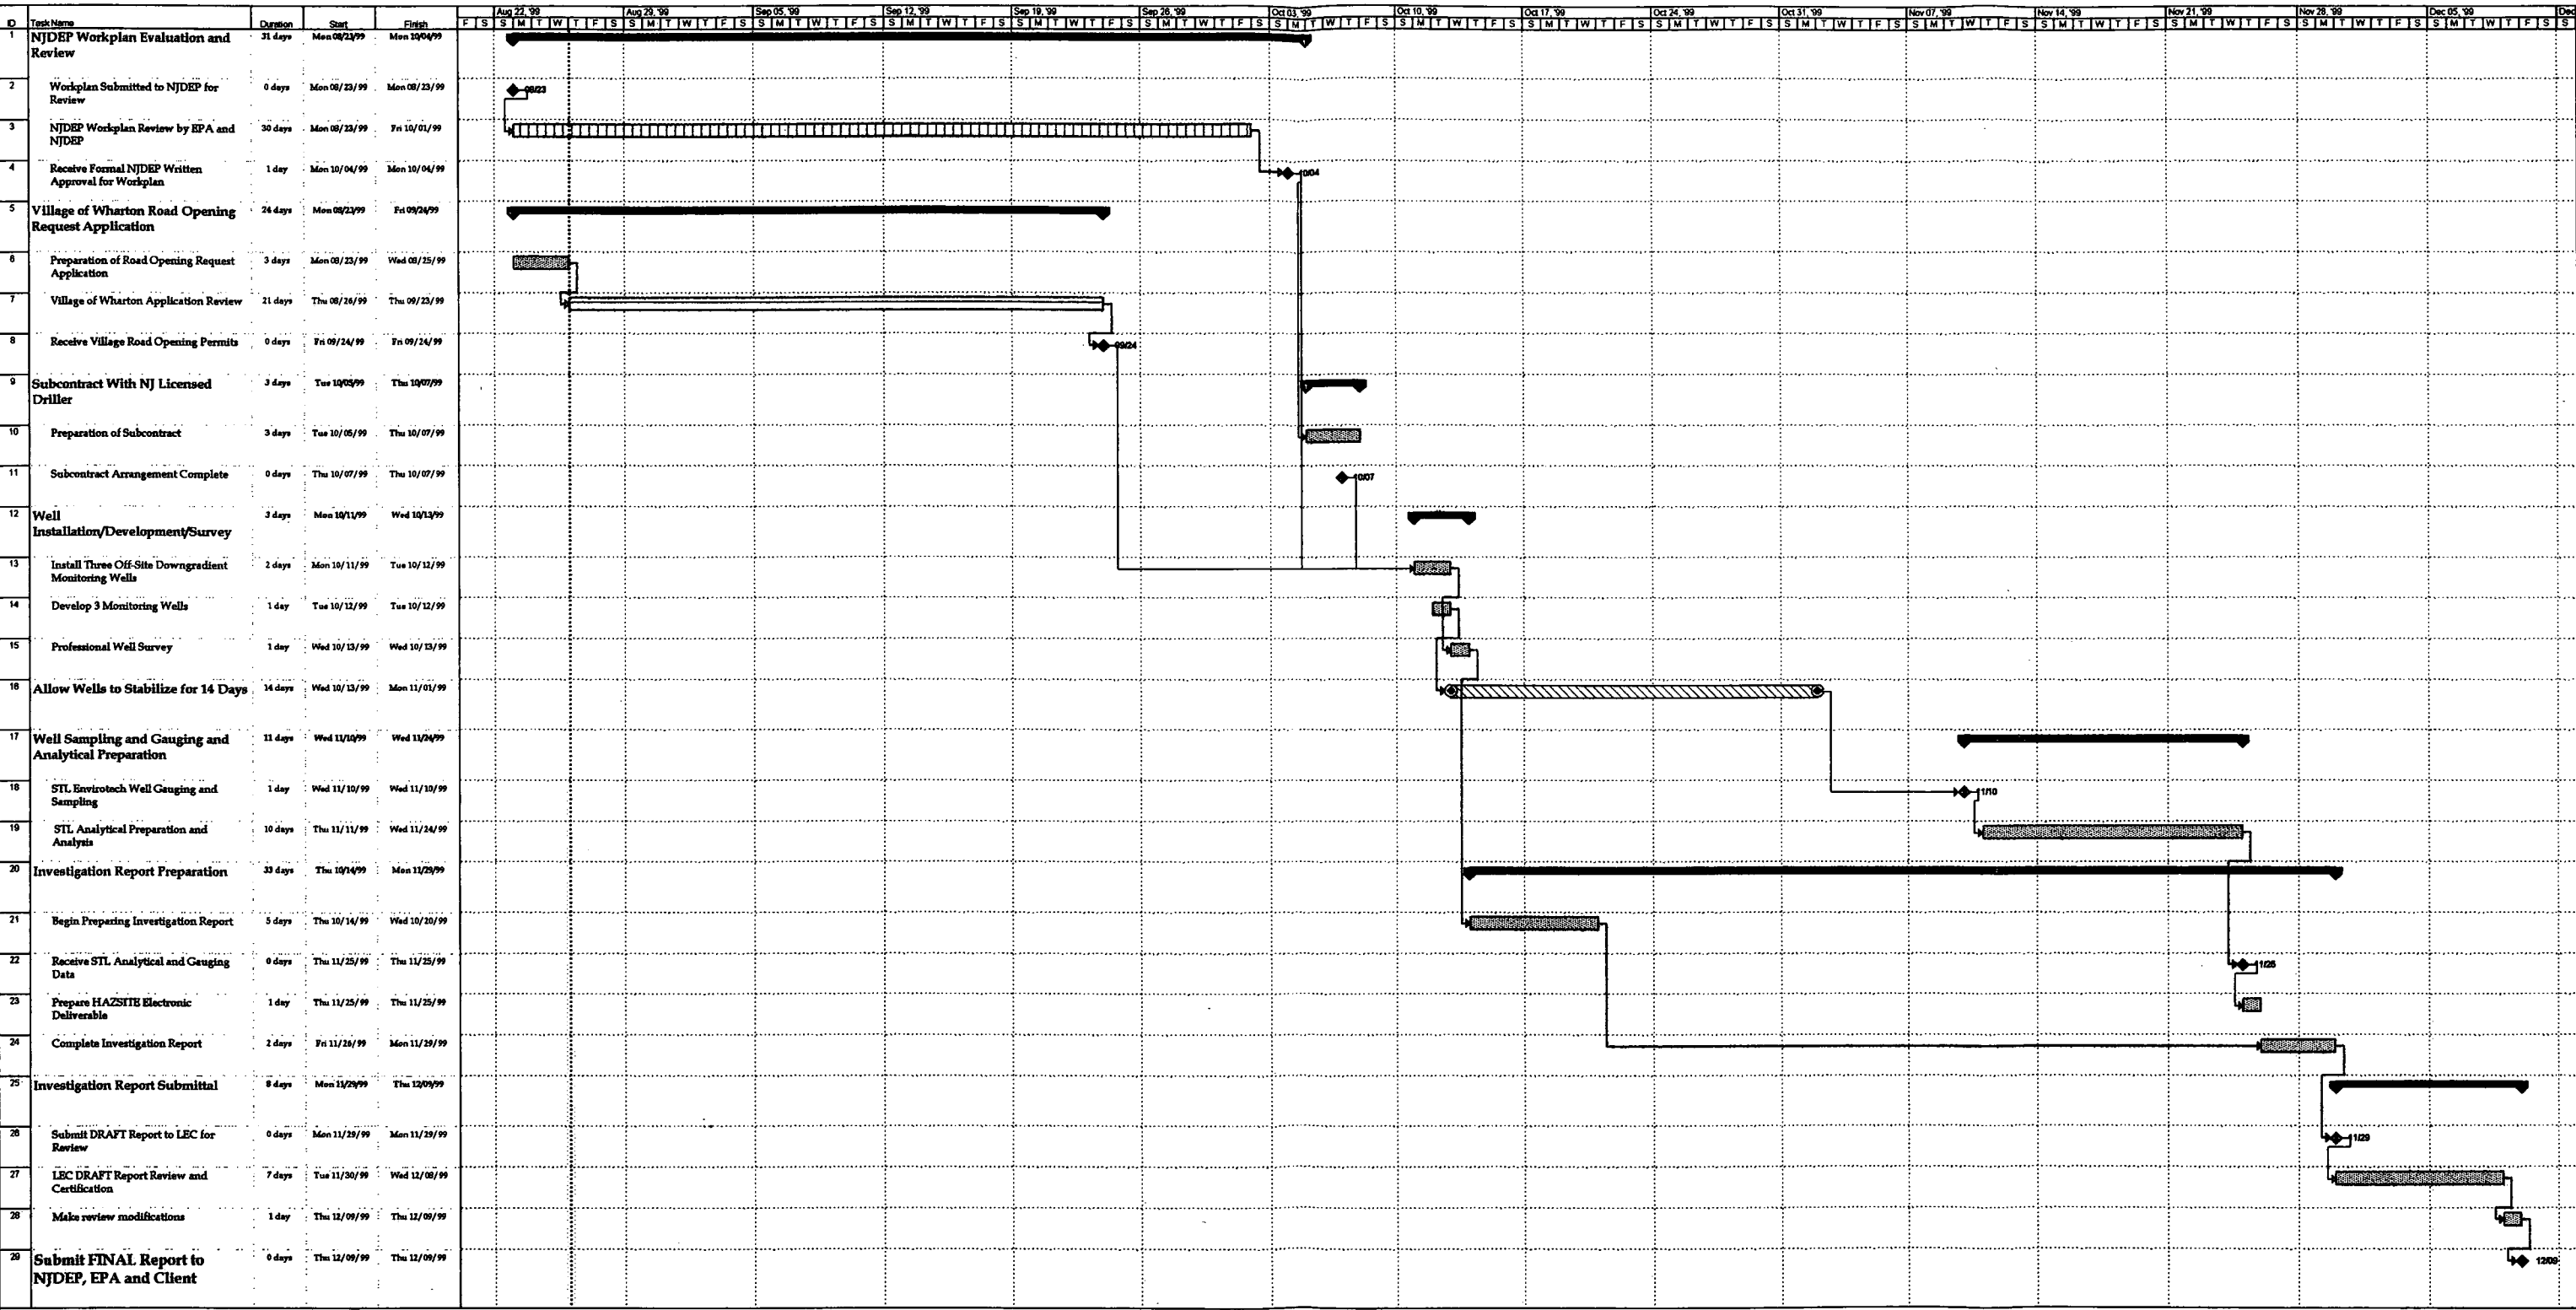 Aug 22, '99 Aug 29, '99 Sep 05, '99 Sep 12, '99 Sep 19, '99 Sep 26, '99 Oct 03, '99 Oct 10, '99 Oct 17, '99 Oct 24, '99 Oct 31, '99 Nov 07, '99 Nov 14, '99 Nov 21, '99 Nov 28, '99 Dec 05, '99 Dec
ID Task Name Duration Start Finish F S S M T W T F S S M T W T F S S M T W T F S S M T W T F S S M T W T F S S M T W T F S S M T W T F S S M T W T F S S M T W T F S S M T W T F S S M T W T F S S M T W T F S S M T W T F S S M T W T F S S M T W T F S S M T W T F S S
1 NJDEP Workplan Evaluation and 31 days Mon 08/23/99 Mon 10/04/99
Review
2 Workplan Submitted to NJDEP for 0 days Mon 08/23/99 Mon 08/23/99 08/23
Review
3 NJDEP Workplan Review by EPA and 30 days Mon 08/23/99 Fri 10/01/99
NJDEP
4 Receive Formal NJDEP Written 1 day Mon 10/04/99 Mon 10/04/99 10/04
Approval for Workplan
5 Village of Wharton Road Opening 24 days Mon 08/23/99 Fri 09/24/99
Request Application
6 Preparation of Road Opening Request 3 days Mon 08/23/99 Wed 08/25/99
Application
7 Village of Wharton Application Review 21 days Thu 08/26/99 Thu 09/23/99
8 Receive Village Road Opening Permits 0 days Fri 09/24/99 Fri 09/24/99 09/24
9 Subcontract With NJ Licensed 3 days Tue 10/05/99 Thu 10/07/99
Driller
10 Preparation of Subcontract 3 days Tue 10/05/99 Thu 10/07/99
11 Subcontract Arrangement Complete 0 days Thu 10/07/99 Thu 10/07/99 10/07
12 Well 3 days Mon 10/11/99 Wed 10/13/99
Installation/Development/Survey
13 Install Three Off-Site Downgradient 2 days Mon 10/11/99 Tue 10/12/99
Monitoring Wells
14 Develop 3 Monitoring Wells 1 day Tue 10/12/99 Tue 10/12/99
15 Professional Well Survey 1 day Wed 10/13/99 Wed 10/13/99
16 Allow Wells to Stabilize for 14 Days 14 days Wed 10/13/99 Mon 11/01/99
17 Well Sampling and Gauging and 11 days Wed 11/10/99 Wed 11/24/99
Analytical Preparation
18 STL Envirotech Well Gauging and 1 day Wed 11/10/99 Wed 11/10/99 11/10
Sampling
19 STL Analytical Preparation and 10 days Thu 11/11/99 Wed 11/24/99
Analysis
20 Investigation Report Preparation 33 days Thu 10/14/99 Mon 11/29/99
21 Begin Preparing Investigation Report 5 days Thu 10/14/99 Wed 10/20/99
22 Receive STL Analytical and Gauging 0 days Thu 11/25/99 Thu 11/25/99 11/25
Data
23 Prepare HAZSITE Electronic 1 day Thu 11/25/99 Thu 11/25/99
Deliverable
24 Complete Investigation Report 2 days Fri 11/26/99 Mon 11/29/99
25 Investigation Report Submittal 8 days Mon 11/29/99 Thu 12/09/99
26 Submit DRAFT Report to LEC for 0 days Mon 11/29/99 Mon 11/29/99 11/29
Review
27 LEC DRAFT Report Review and 7 days Tue 11/30/99 Wed 12/08/99
Certification
28 Make review modifications 1 day Thu 12/09/99 Thu 12/09/99
29 Submit FINAL Report to 0 days Thu 12/09/99 Thu 12/09/99 12/09
NJDEP, EPA and Client